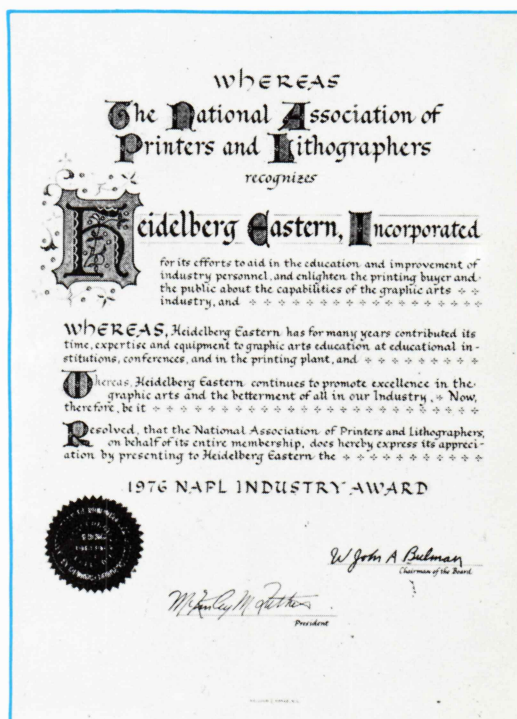 WHEREAS
The National Association of
Printers and Lithographers
recognizes
Heidelberg Eastern, Incorporated
for its efforts to aid in the education and improvement of
industry personnel, and enlighten the printing buyer and
the public about the capabilities of the graphic arts
industry, and
WHEREAS, Heidelberg Eastern has for many years contributed its
time, expertise and equipment to graphic arts education at educational in-
stitutions, conferences, and in the printing plant, and
Whereas, Heidelberg Eastern continues to promote excellence in the
graphic arts and the betterment of all in our Industry, Now,
therefore, be it
Resolved, that the National Association of Printers and Lithographers,
on behalf of its entire membership, does hereby express its appreci-
ation by presenting to Heidelberg Eastern the
1976 NAPL INDUSTRY AWARD
W John A Bulman
Chairman of the Board
President